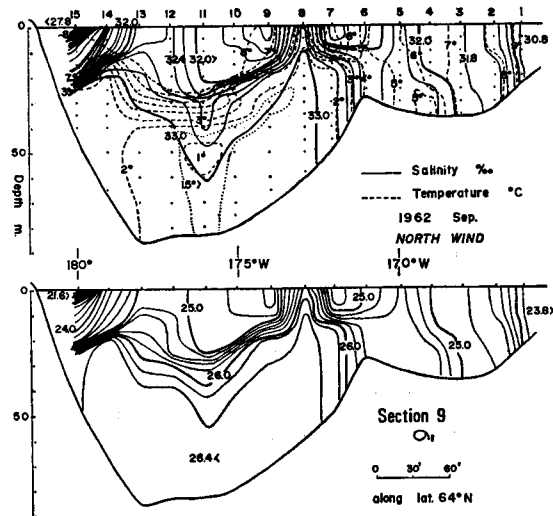 15 14 13 12 11 10 9 8 7 6 5 4 3 2 1
0
50
Depth m.
<27.8
32.0
32.4
32.0>
33.0
2°
1°
1.5°>
33.0
2°
32.0
7°
31.8
30.8
Salinity ‰
Temperature °C
1962 Sep.
NORTH WIND
180° 175°W 170°W
0
50
21.6>
24.0
25.0
26.0
26.4<
25.0
26.0
25.0
23.8>
Section 9
0 30' 60'
along lat. 64°N